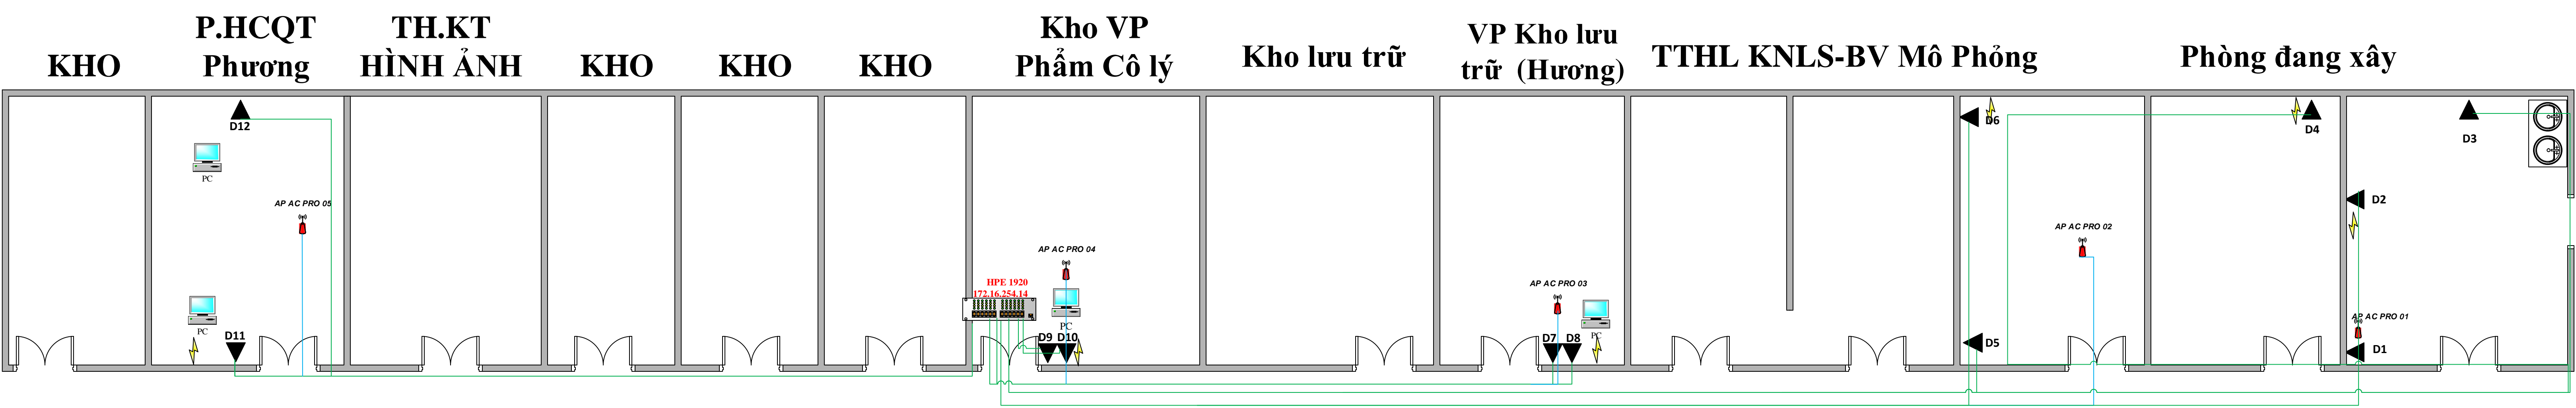 KHO
P.HCQT
Phương
TH.KT
HÌNH ẢNH
KHO
KHO
KHO
Kho VP
Phẩm Cô lý
Kho lưu trữ
VP Kho lưu
trữ (Hương)
TTHL KNLS-BV Mô Phỏng
Phòng đang xây
D12
PC
AP AC PRO 05
PC
D11
AP AC PRO 04
HPE 1920
172.16.254.14
PC
D9
D10
AP AC PRO 03
PC
D7
D8
D6
D5
AP AC PRO 02
D4
D3
D2
AP AC PRO 01
D1